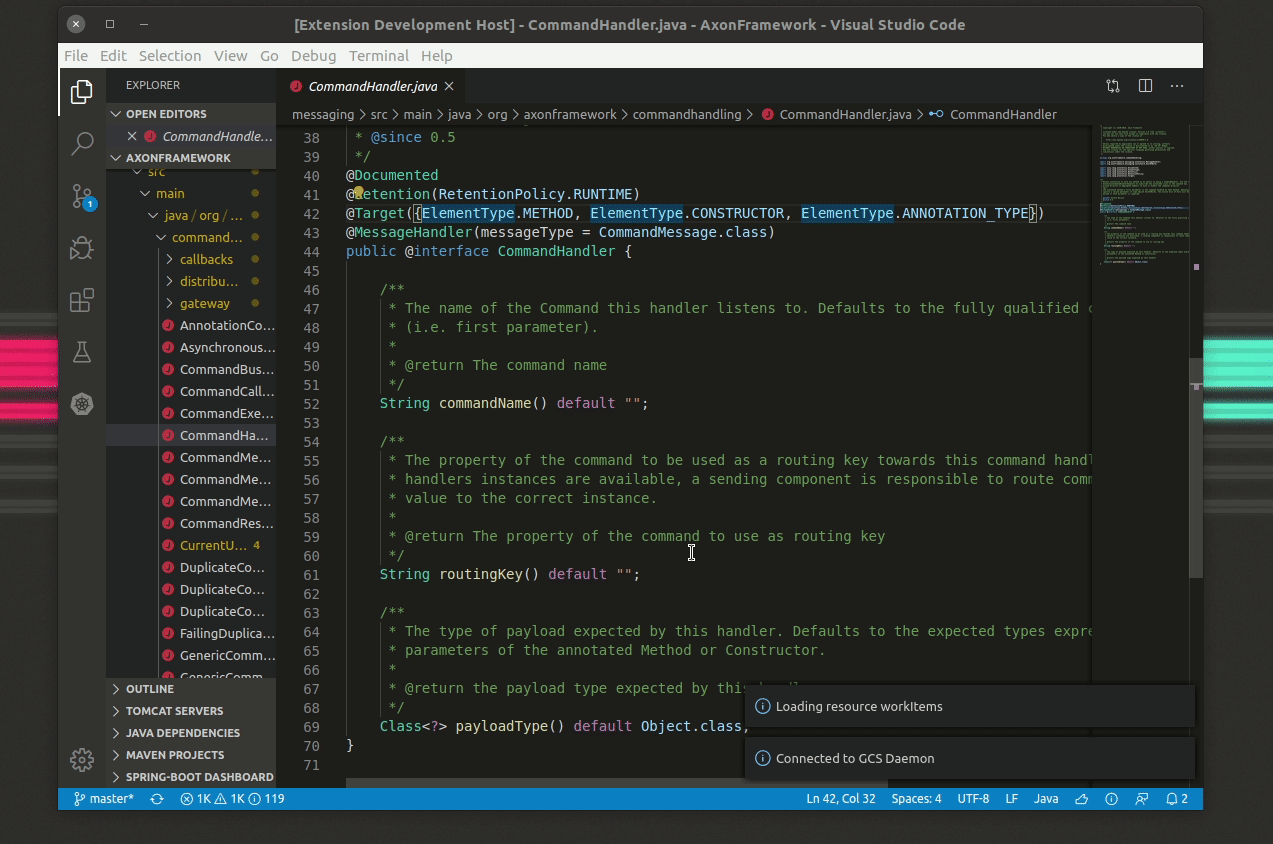 [Extension Development Host] - CommandHandler.java - AxonFramework - Visual Studio Code
File Edit Selection View Go Debug Terminal Help
EXPLORER
OPEN EDITORS
CommandHandle...
AXONFRAMEWORK
src
main
java / org / ...
command...
callbacks
distribu...
gateway
AnnotationCo...
Asynchronous...
CommandBus...
CommandCall...
CommandExe...
CommandHa...
CommandMe...
CommandMe...
CommandMe...
CommandRes...
CurrentU... 4
DuplicateCo...
DuplicateCo...
DuplicateCo...
FailingDuplica...
GenericComm...
GenericComm...
OUTLINE
TOMCAT SERVERS
JAVA DEPENDENCIES
MAVEN PROJECTS
SPRING-BOOT DASHBOARD
1
CommandHandler.java
messaging > src > main > java > org > axonframework > commandhandling > CommandHandler.java > CommandHandler
38 * @since 0.5
39 */
40 @Documented
41 @Retention(RetentionPolicy.RUNTIME)
42 @Target({ElementType.METHOD, ElementType.CONSTRUCTOR, ElementType.ANNOTATION_TYPE})
43 @MessageHandler(messageType = CommandMessage.class)
44 public @interface CommandHandler {
45
46 /**
47 * The name of the Command this handler listens to. Defaults to the fully qualified
48 * (i.e. first parameter).
49 *
50 * @return The command name
51 */
52 String commandName() default "";
53
54 /**
55 * The property of the command to be used as a routing key towards this command handl
56 * handlers instances are available, a sending component is responsible to route com
57 * value to the correct instance.
58 *
59 * @return The property of the command to use as routing key
60 */
61 String routingKey() default "";
62
63 /**
64 * The type of payload expected by this handler. Defaults to the expected types expre
65 * parameters of the annotated Method or Constructor.
66 *
67 * @return the payload type expected by this
68 */
69 Class<?> payloadType() default Object.class;
70 }
71
Loading resource workItems
Connected to GCS Daemon
master* 1K 1K 119 Ln 42, Col 32 Spaces: 4 UTF-8 LF Java 2